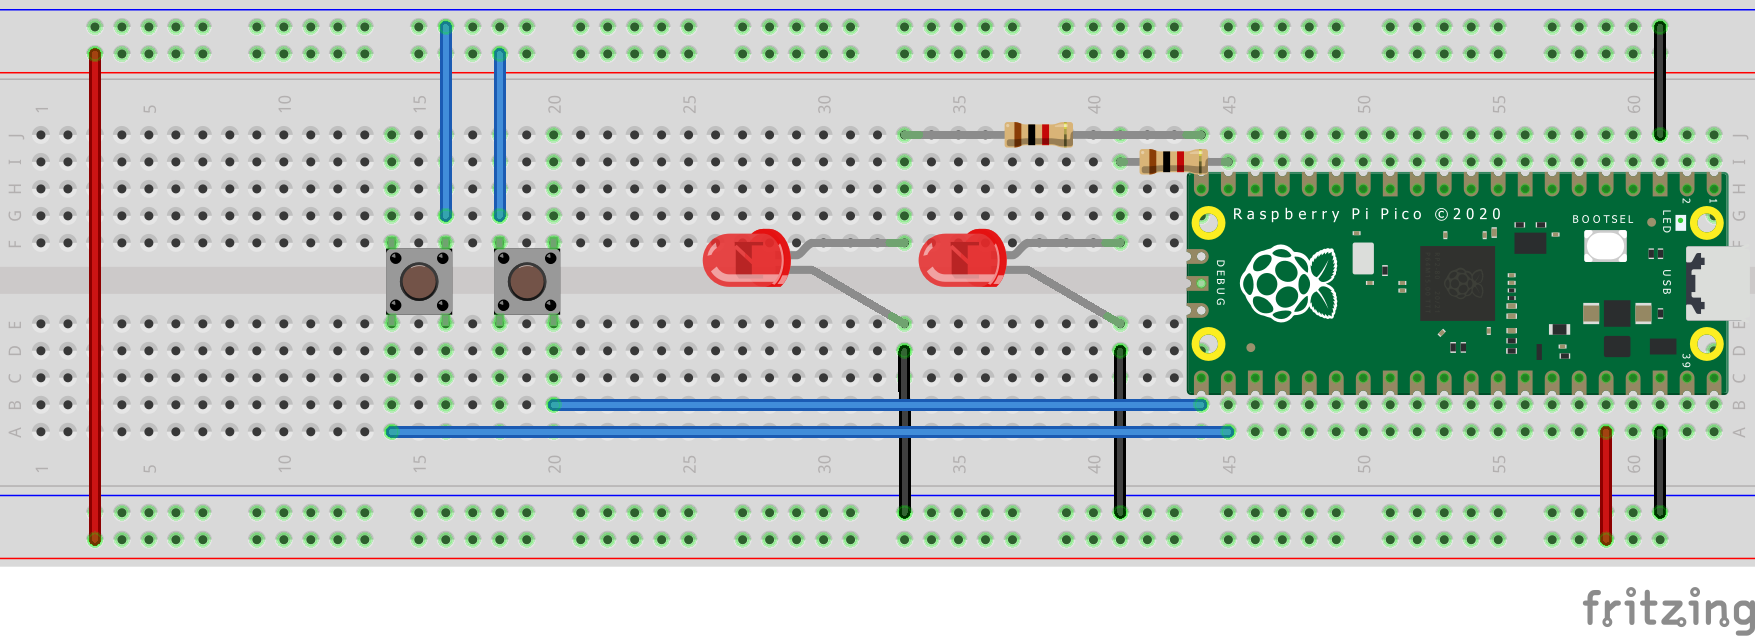 1 5 10 15 20 25 30 35 40 45 50 55 60
J J
I I
H H
G G
F F
Raspberry Pi Pico ©2020
BOOTSEL
LED
2
1
DEBUG
USB
39
E E
D D
C C
B B
A A
1 5 10 15 20 25 30 35 40 45 50 55 60
fritzing